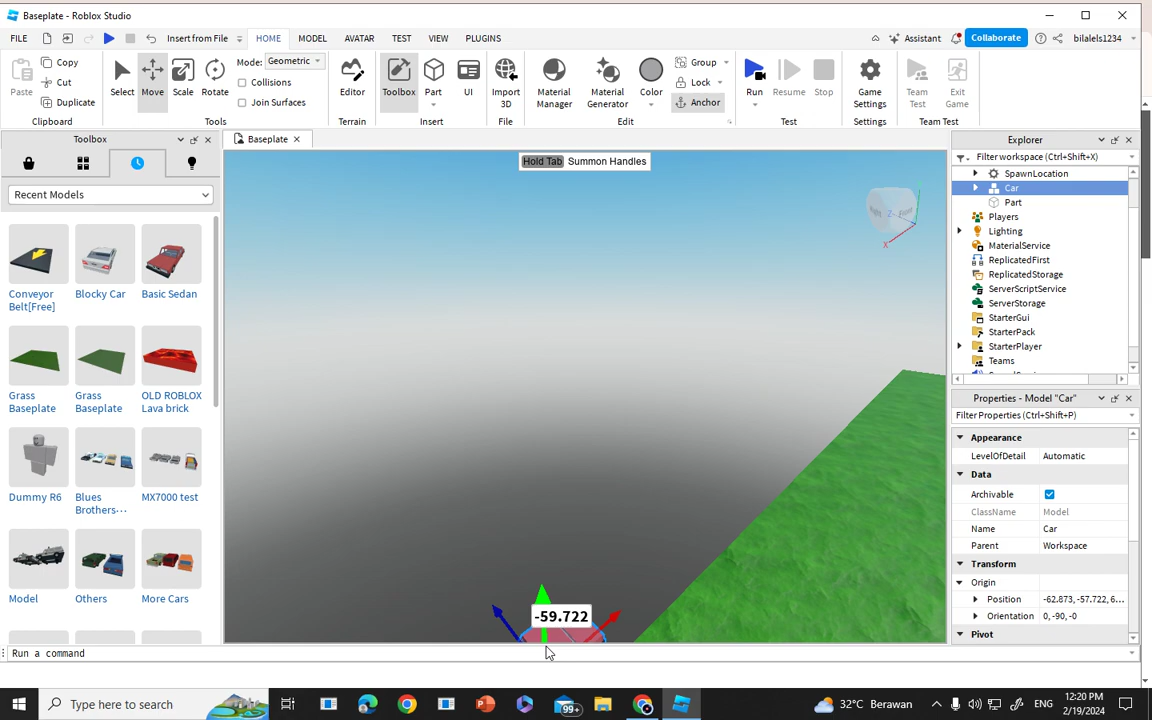 Baseplate - Roblox Studio
FILE Insert from File HOME MODEL AVATAR TEST VIEW PLUGINS Assistant Collaborate bilalels1234
Paste Copy Cut Duplicate Clipboard
Select Move Scale Rotate Mode: Geometric Collisions Join Surfaces Tools
Editor Terrain
Toolbox Part UI Insert
Import 3D File
Material Manager Material Generator Color Group Lock Anchor Edit
Run Resume Stop Test
Game Settings Settings
Team Test Exit Game Team Test
Toolbox
Recent Models
Conveyor Belt[Free] Blocky Car Basic Sedan
Grass Baseplate Grass Baseplate OLD ROBLOX Lava brick
Dummy R6 Blues Brothers... MX7000 test
Model Others More Cars
Baseplate
Hold Tab Summon Handles
X
-59.722
Explorer
Filter workspace (Ctrl+Shift+X)
SpawnLocation
Car
Part
Players
Lighting
MaterialService
ReplicatedFirst
ReplicatedStorage
ServerScriptService
ServerStorage
StarterGui
StarterPack
StarterPlayer
Teams
Properties - Model "Car"
Filter Properties (Ctrl+Shift+P)
Appearance
LevelOfDetail Automatic
Data
Archivable
ClassName Model
Name Car
Parent Workspace
Transform
Origin
Position -62.873, -57.722, 6...
Orientation 0, -90, -0
Pivot
Run a command
Type here to search
99+
32°C Berawan
ENG
12:20 PM
2/19/2024